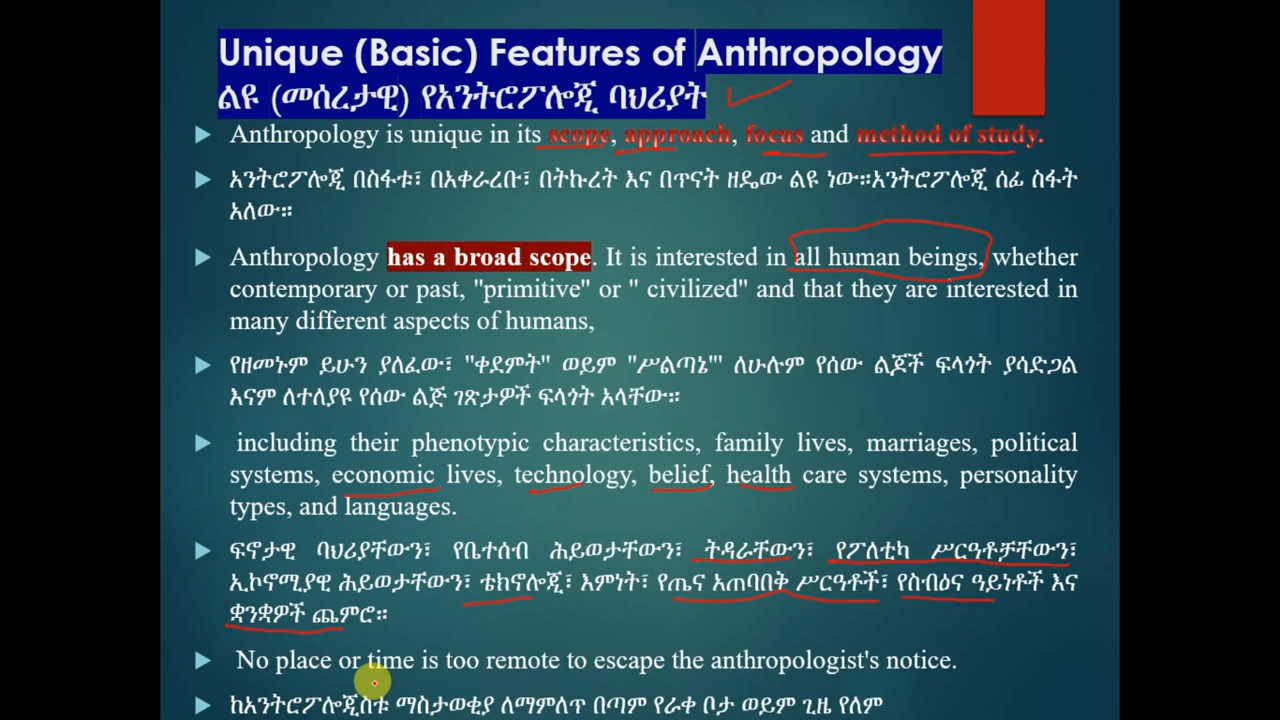 Unique (Basic) Features of Anthropology
ልዩ (መሰረታዊ) የአንትሮፖሎጂ ባህሪያት
Anthropology is unique in its scope, approach, focus and method of study.
አንትሮፖሎጂ በስፋቱ፣ በአቀራረቡ፣ በትኩረት እና በጥናት ዘዴው ልዩ ነው።አንትሮፖሎጂ ሰፊ ስፋት
አለው።
Anthropology has a broad scope. It is interested in all human beings, whether
contemporary or past, "primitive" or " civilized" and that they are interested in
many different aspects of humans,
የዘመኑም ይሁን ያለፈው፣ "ቀደምት" ወይም "ሥልጣኔ'" ለሁሉም የሰው ልጆች ፍላጎት ያሳድጋል
እናም ለተለያዩ የሰው ልጅ ገጽታዎች ፍላጎት አላቸው።
including their phenotypic characteristics, family lives, marriages, political
systems, economic lives, technology, belief, health care systems, personality
types, and languages.
ፍኖታዊ ባህሪያቸውን፣ የቤተሰብ ሕይወታቸውን፣ ትዳራቸውን፣ የፖለቲካ ሥርዓቶቻቸውን፣
ኢኮኖሚያዊ ሕይወታቸውን፣ ቴክኖሎጂ፣ እምነት፣ የጤና አጠባበቅ ሥርዓቶች፣ የስብዕና ዓይነቶች እና
ቋንቋዎች ጨምሮ።
No place or time is too remote to escape the anthropologist's notice.
ከአንትሮፖሎጂስቱ ማስታወቂያ ለማምለጥ በጣም የራቀ ቦታ ወይም ጊዜ የለም